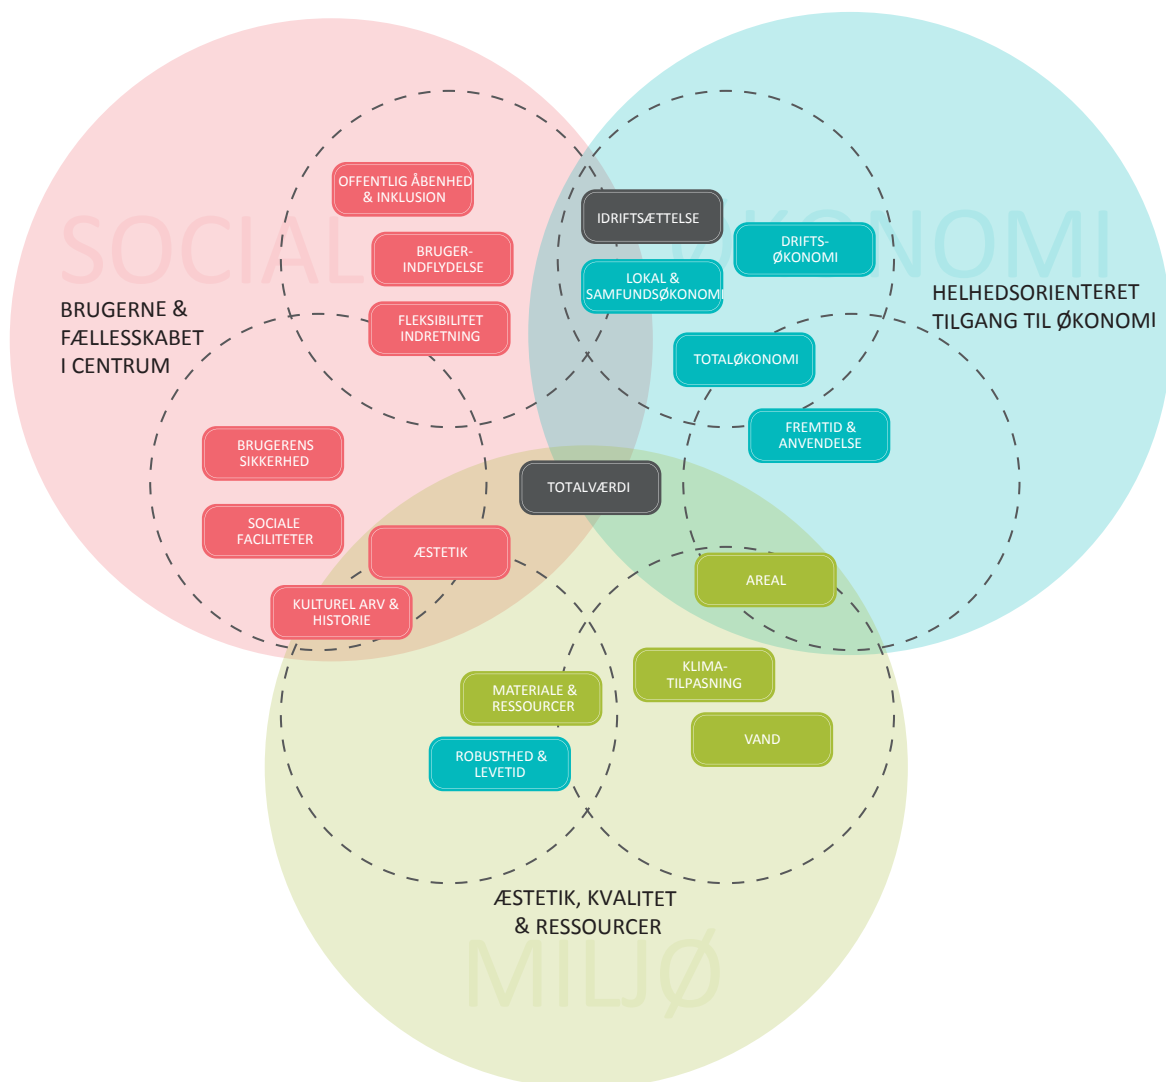 SOCIAL
ØKONOMI
OFFENTLIG ÅBENHED
& INKLUSION
BRUGER-
INDFLYDELSE
FLEKSIBILITET
INDRETNING
BRUGERNE &
FÆLLESSKABET
I CENTRUM
IDRIFTSÆTTELSE
DRIFTS-
ØKONOMI
LOKAL &
SAMFUNDSØKONOMI
TOTALØKONOMI
FREMTID &
ANVENDELSE
HELHEDSORIENTERET
TILGANG TIL ØKONOMI
BRUGERENS
SIKKERHED
SOCIALE
FACILITETER
ÆSTETIK
KULTUREL ARV &
HISTORIE
TOTALVÆRDI
AREAL
KLIMA-
TILPASNING
MATERIALE &
RESSOURCER
VAND
ROBUSTHED &
LEVETID
ÆSTETIK, KVALITET
& RESSOURCER
MILJØ